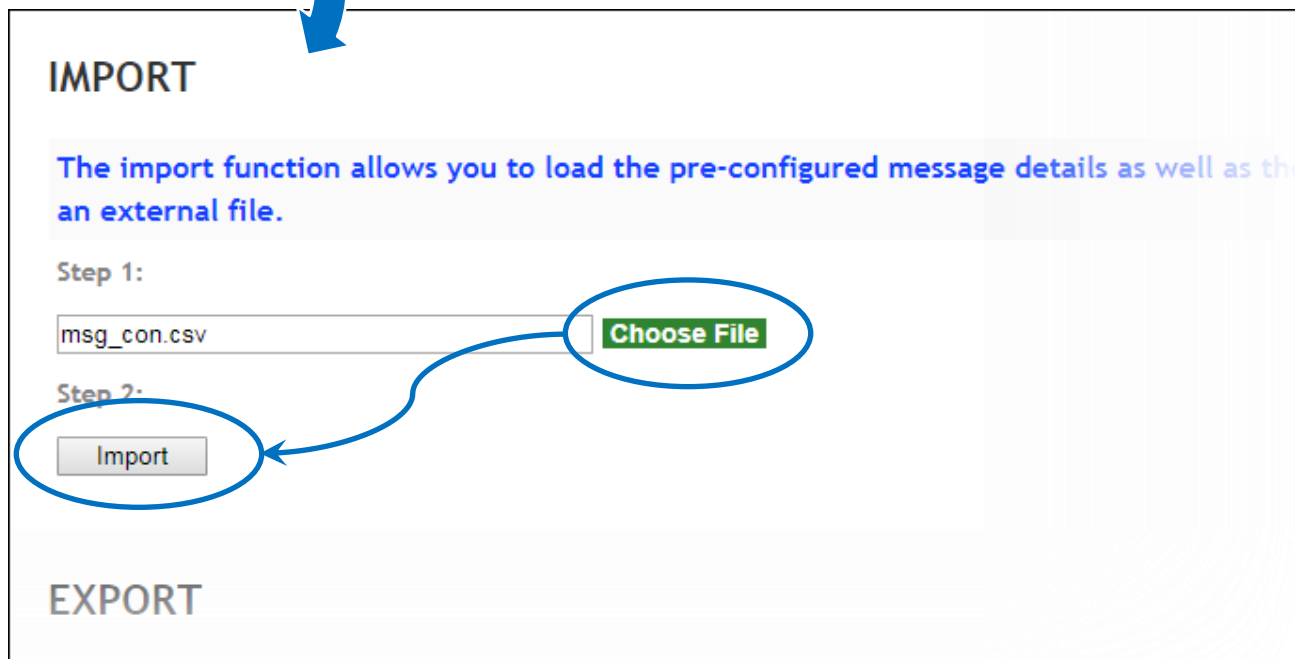 IMPORT
The import function allows you to load the pre-configured message details as well as the
an external file.
Step 1:
msg_con.csv Choose File
Step 2:
Import
EXPORT